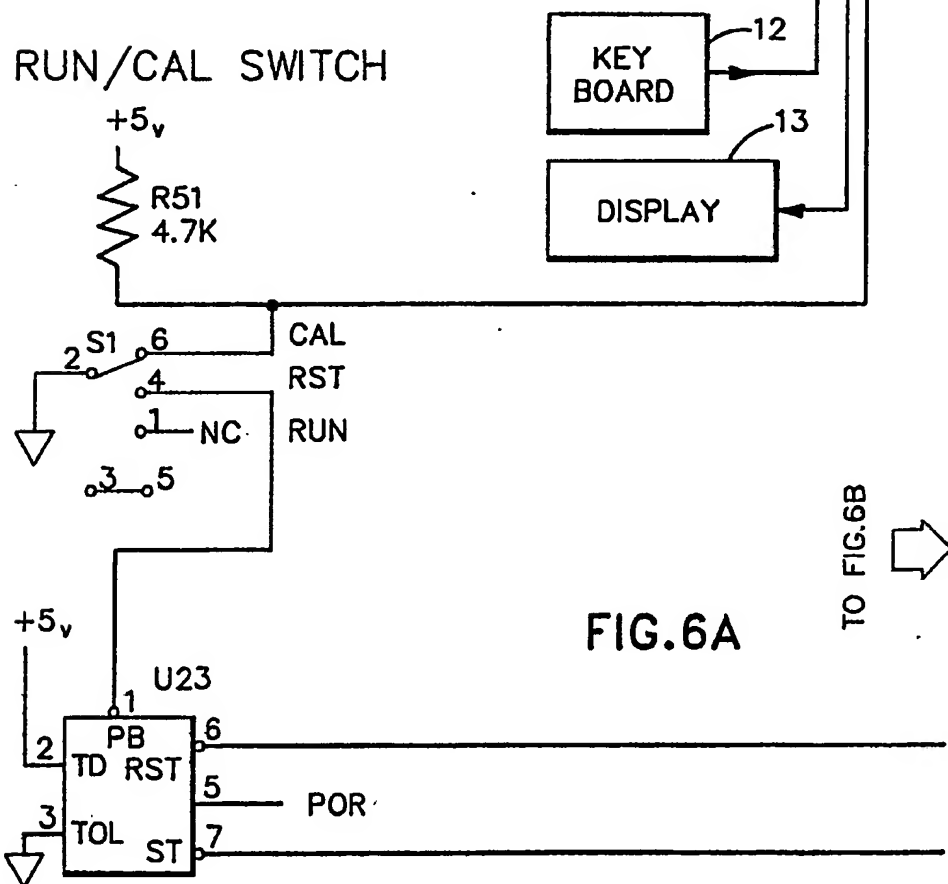 12
KEY
BOARD
RUN/CAL SWITCH
+5v
13
R51
4.7K
DISPLAY
S1
2
6
CAL
4
RST
1
NC
RUN
3
5
TO FIG.6B
+5v
FIG.6A
U23
1
PB
6
2
TD
RST
5
POR
3
TOL
7
ST